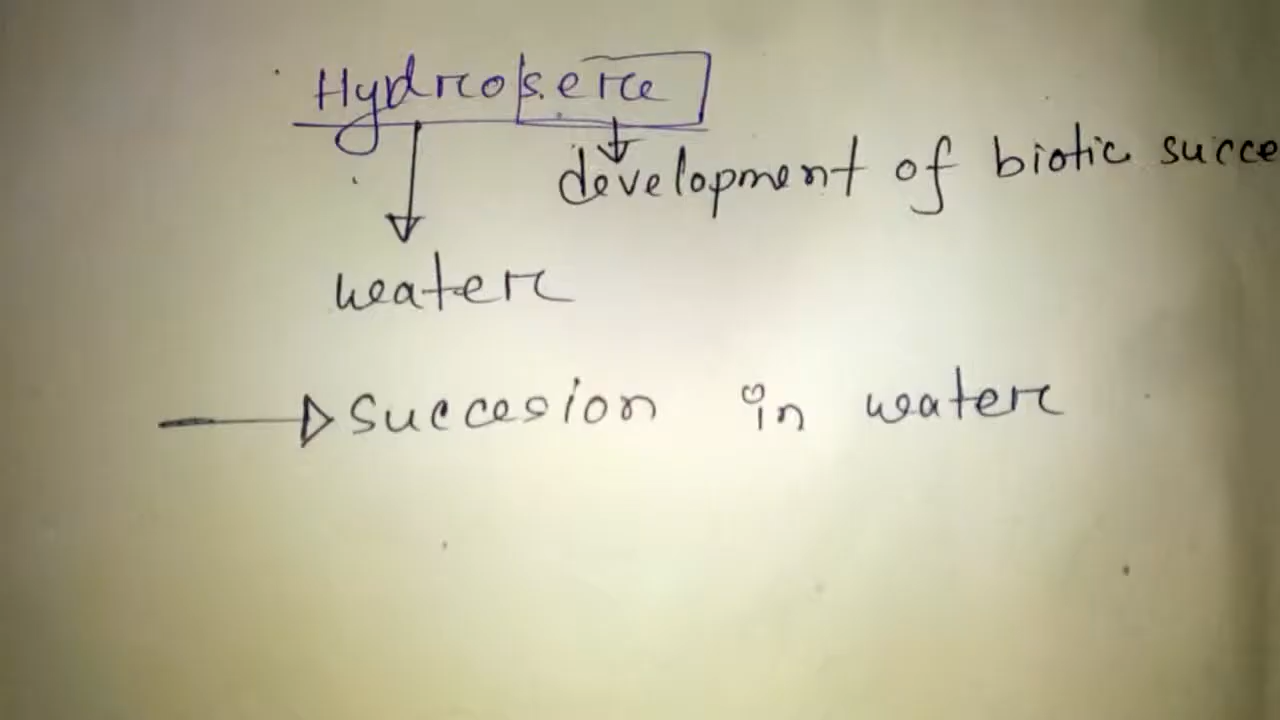 Hydrosere
development of biotic succe
water
Succesion in water